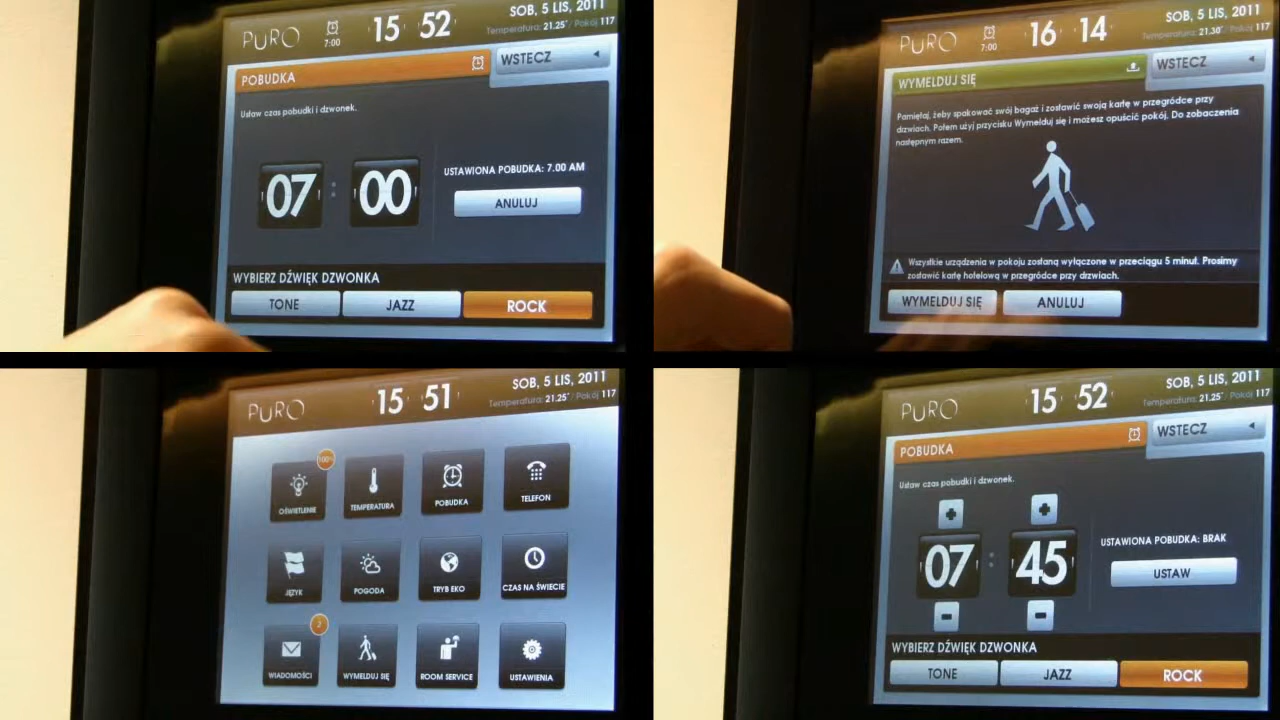 PURO
7:00
15 52
SOB, 5 LIS, 2011
Temperatura: 21.25° / Pokój 117
POBUDKA
WSTECZ
Ustaw czas pobudki i dzwonek.
07 : 00
USTAWIONA POBUDKA: 7.00 AM
ANULUJ
WYBIERZ DŹWIĘK DZWONKA
TONE JAZZ ROCK
PURO
7:00
16 14
SOB, 5 LIS, 2011
Temperatura: 21.30° / Pokój 117
WYMELDUJ SIĘ
WSTECZ
Pamiętaj, żeby spakować swój bagaż i zostawić swoją kartę w przegródce przy
drzwiach. Potem użyj przycisku Wymelduj się i możesz opuścić pokój. Do zobaczenia
następnym razem.
Wszystkie urządzenia w pokoju zostaną wyłączone w przeciągu 5 minut. Prosimy
zostawić kartę hotelową w przegródce przy drzwiach.
WYMELDUJ SIĘ ANULUJ
PURO
15 51
SOB, 5 LIS, 2011
Temperatura: 21.25° / Pokój 117
100%
OŚWIETLENIE TEMPERATURA POBUDKA TELEFON
JĘZYK POGODA TRYB EKO CZAS NA ŚWIECIE
2
WIADOMOŚCI WYMELDUJ SIĘ ROOM SERVICE USTAWIENIA
PURO
15 52
SOB, 5 LIS, 2011
Temperatura: 21.25° / Pokój 117
POBUDKA
WSTECZ
Ustaw czas pobudki i dzwonek.
07 : 45
USTAWIONA POBUDKA: BRAK
USTAW
WYBIERZ DŹWIĘK DZWONKA
TONE JAZZ ROCK